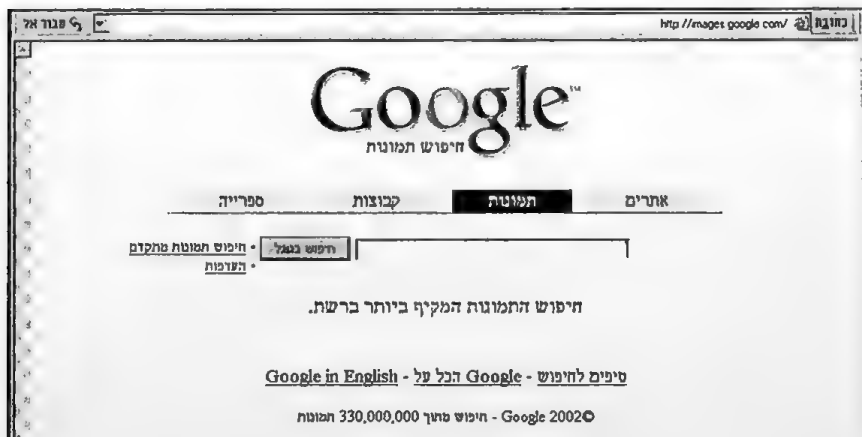 כתובת http://images.google.com/ עבור אל
Google™
חיפוש תמונות
אתרים תמונות קבוצות ספרייה
חיפוש בגוגל • חיפוש תמונות מתקדם
• העדפות
חיפוש התמונות המקיף ביותר ברשת.
טיפים לחיפוש - Google הכל על - Google in English
©2002 Google - חיפוש מתוך 330,000,000 תמונות